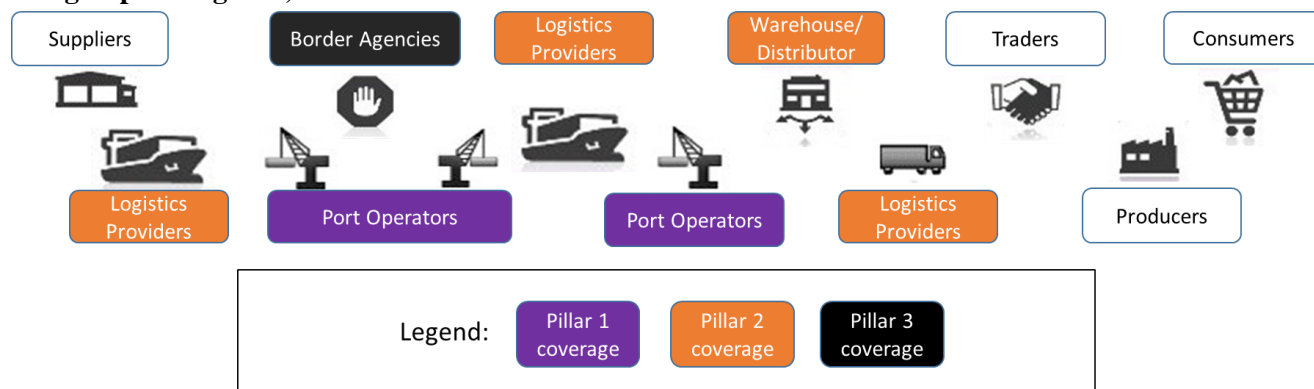 Suppliers
Border Agencies
Logistics
Providers
Warehouse/
Distributor
Traders
Consumers
Logistics
Providers
Port Operators
Port Operators
Logistics
Providers
Producers
Legend:
Pillar 1
coverage
Pillar 2
coverage
Pillar 3
coverage